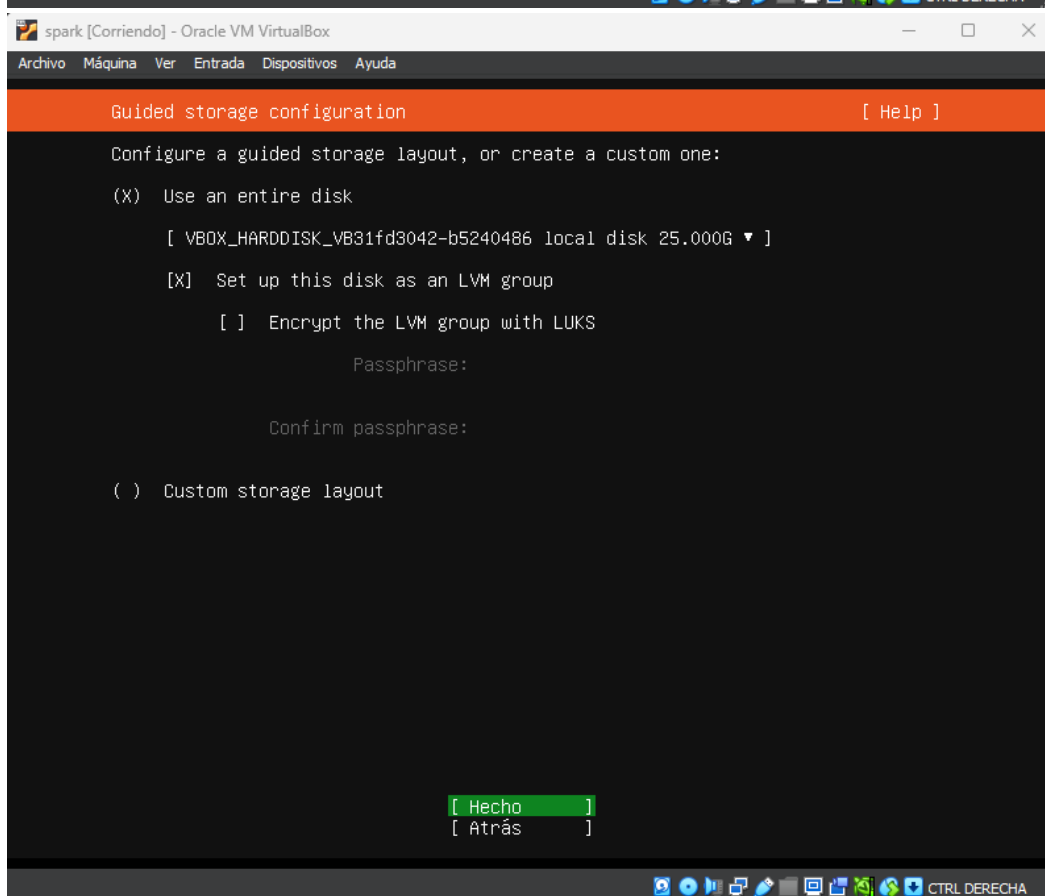 spark [Corriendo] - Oracle VM VirtualBox
Archivo Máquina Ver Entrada Dispositivos Ayuda
Guided storage configuration [ Help ]
Configure a guided storage layout, or create a custom one:
(X) Use an entire disk
[ VBOX_HARDDISK_VB31fd3042-b5240486 local disk 25.000G ▾ ]
[X] Set up this disk as an LVM group
[ ] Encrypt the LVM group with LUKS
Passphrase:
Confirm passphrase:
( ) Custom storage layout
[ Hecho ]
[ Atrás ]
CTRL DERECHA